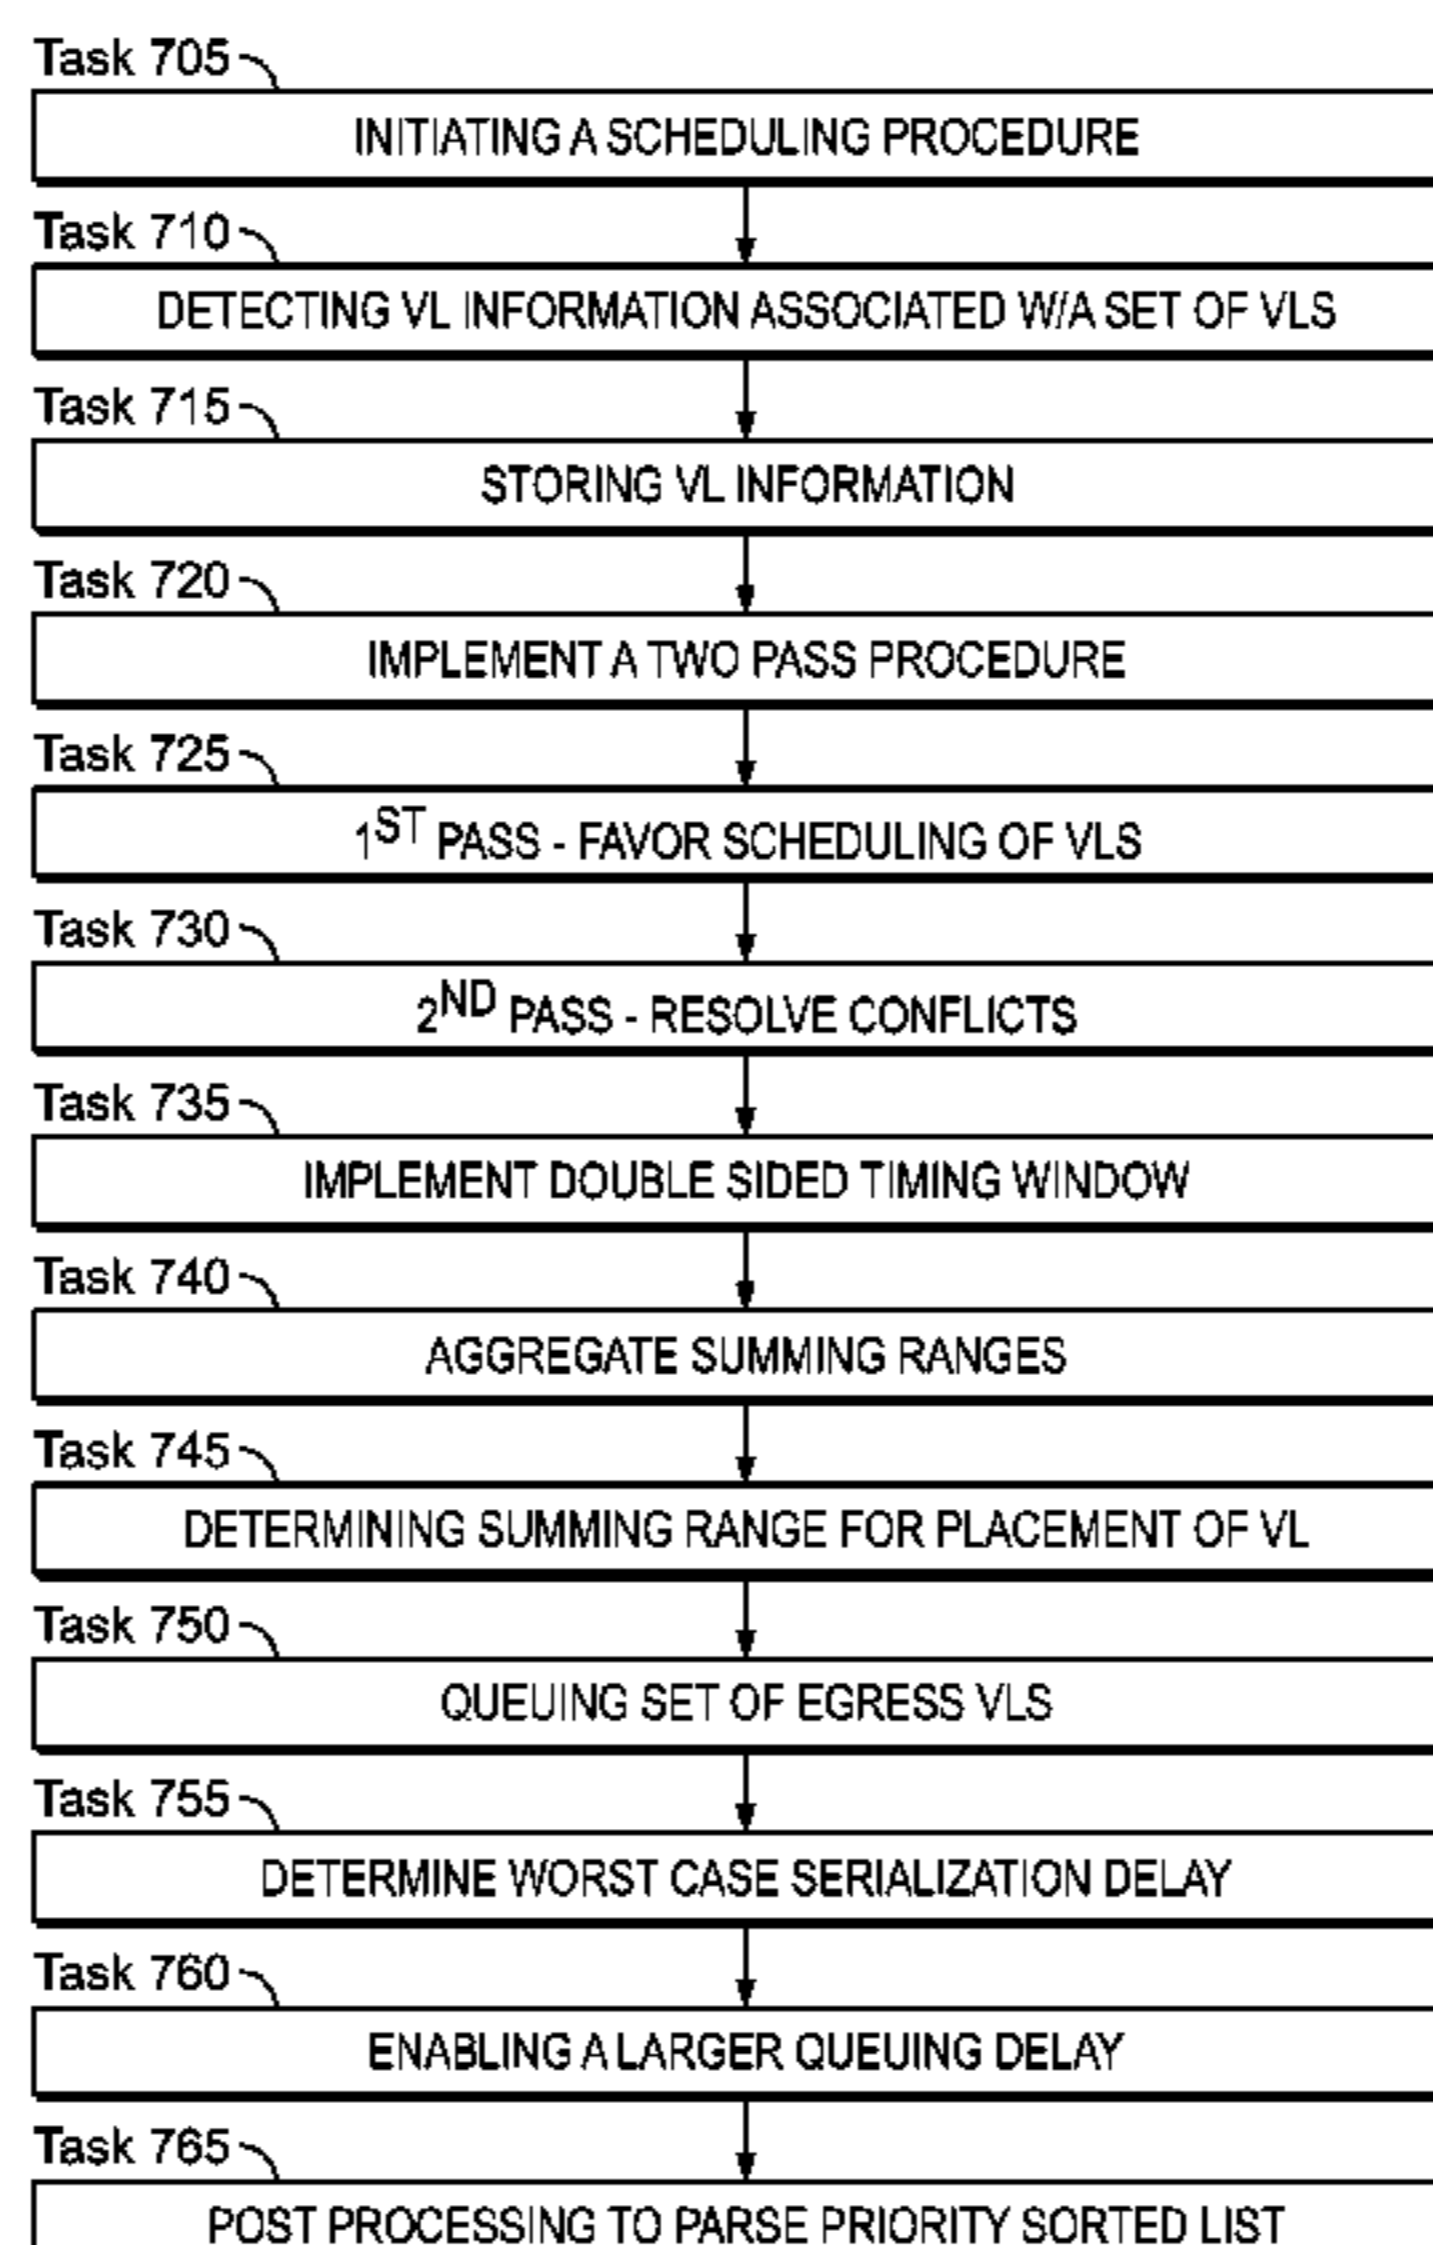 Task 705
INITIATING A SCHEDULING PROCEDURE
Task 710
DETECTING VL INFORMATION ASSOCIATED W/A SET OF VLS
Task 715
STORING VL INFORMATION
Task 720
IMPLEMENT A TWO PASS PROCEDURE
Task 725
1ST PASS - FAVOR SCHEDULING OF VLS
Task 730
2ND PASS - RESOLVE CONFLICTS
Task 735
IMPLEMENT DOUBLE SIDED TIMING WINDOW
Task 740
AGGREGATE SUMMING RANGES
Task 745
DETERMINING SUMMING RANGE FOR PLACEMENT OF VL
Task 750
QUEUING SET OF EGRESS VLS
Task 755
DETERMINE WORST CASE SERIALIZATION DELAY
Task 760
ENABLING A LARGER QUEUING DELAY
Task 765
POST PROCESSING TO PARSE PRIORITY SORTED LIST